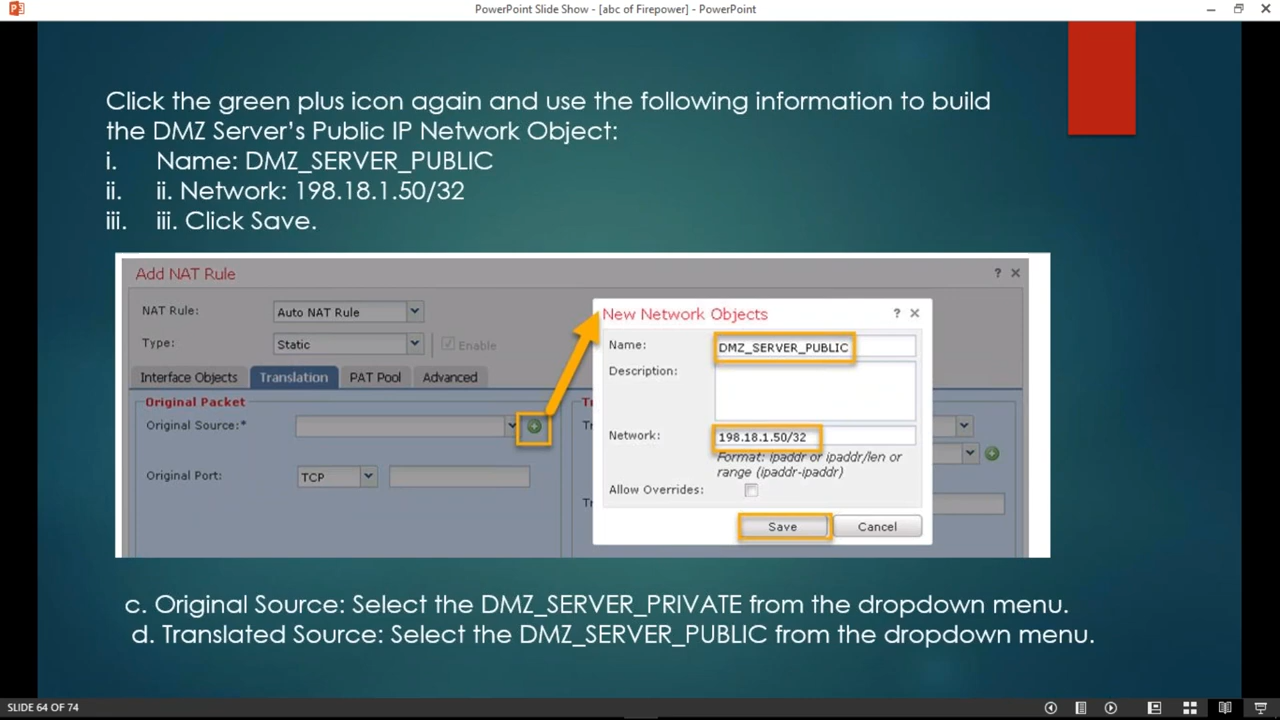 PowerPoint Slide Show - [abc of Firepower] - PowerPoint
Click the green plus icon again and use the following information to build
the DMZ Server's Public IP Network Object:
i. Name: DMZ_SERVER_PUBLIC
ii. ii. Network: 198.18.1.50/32
iii. iii. Click Save.
Add NAT Rule
? ×
NAT Rule: Auto NAT Rule
Type: Static Enable
Interface Objects Translation PAT Pool Advanced
Original Packet
Original Source:*
Original Port: TCP
New Network Objects ? ×
Name: DMZ_SERVER_PUBLIC
Description:
Network: 198.18.1.50/32
Format: ipaddr or ipaddr/len or
range (ipaddr-ipaddr)
Allow Overrides:
Save Cancel
c. Original Source: Select the DMZ_SERVER_PRIVATE from the dropdown menu.
d. Translated Source: Select the DMZ_SERVER_PUBLIC from the dropdown menu.
SLIDE 64 OF 74